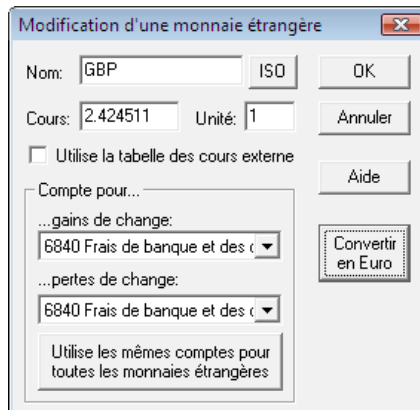 Modification d'une monnaie étrangère
Nom: GBP ISO OK
Cours: 2.424511 Unité: 1 Annuler
Utilise la tabelle des cours externe
Aide
Compte pour...
...gains de change:
6840 Frais de banque et des
Convertir
en Euro
...pertes de change:
6840 Frais de banque et des
Utilise les mêmes comptes pour
toutes les monnaies étrangères